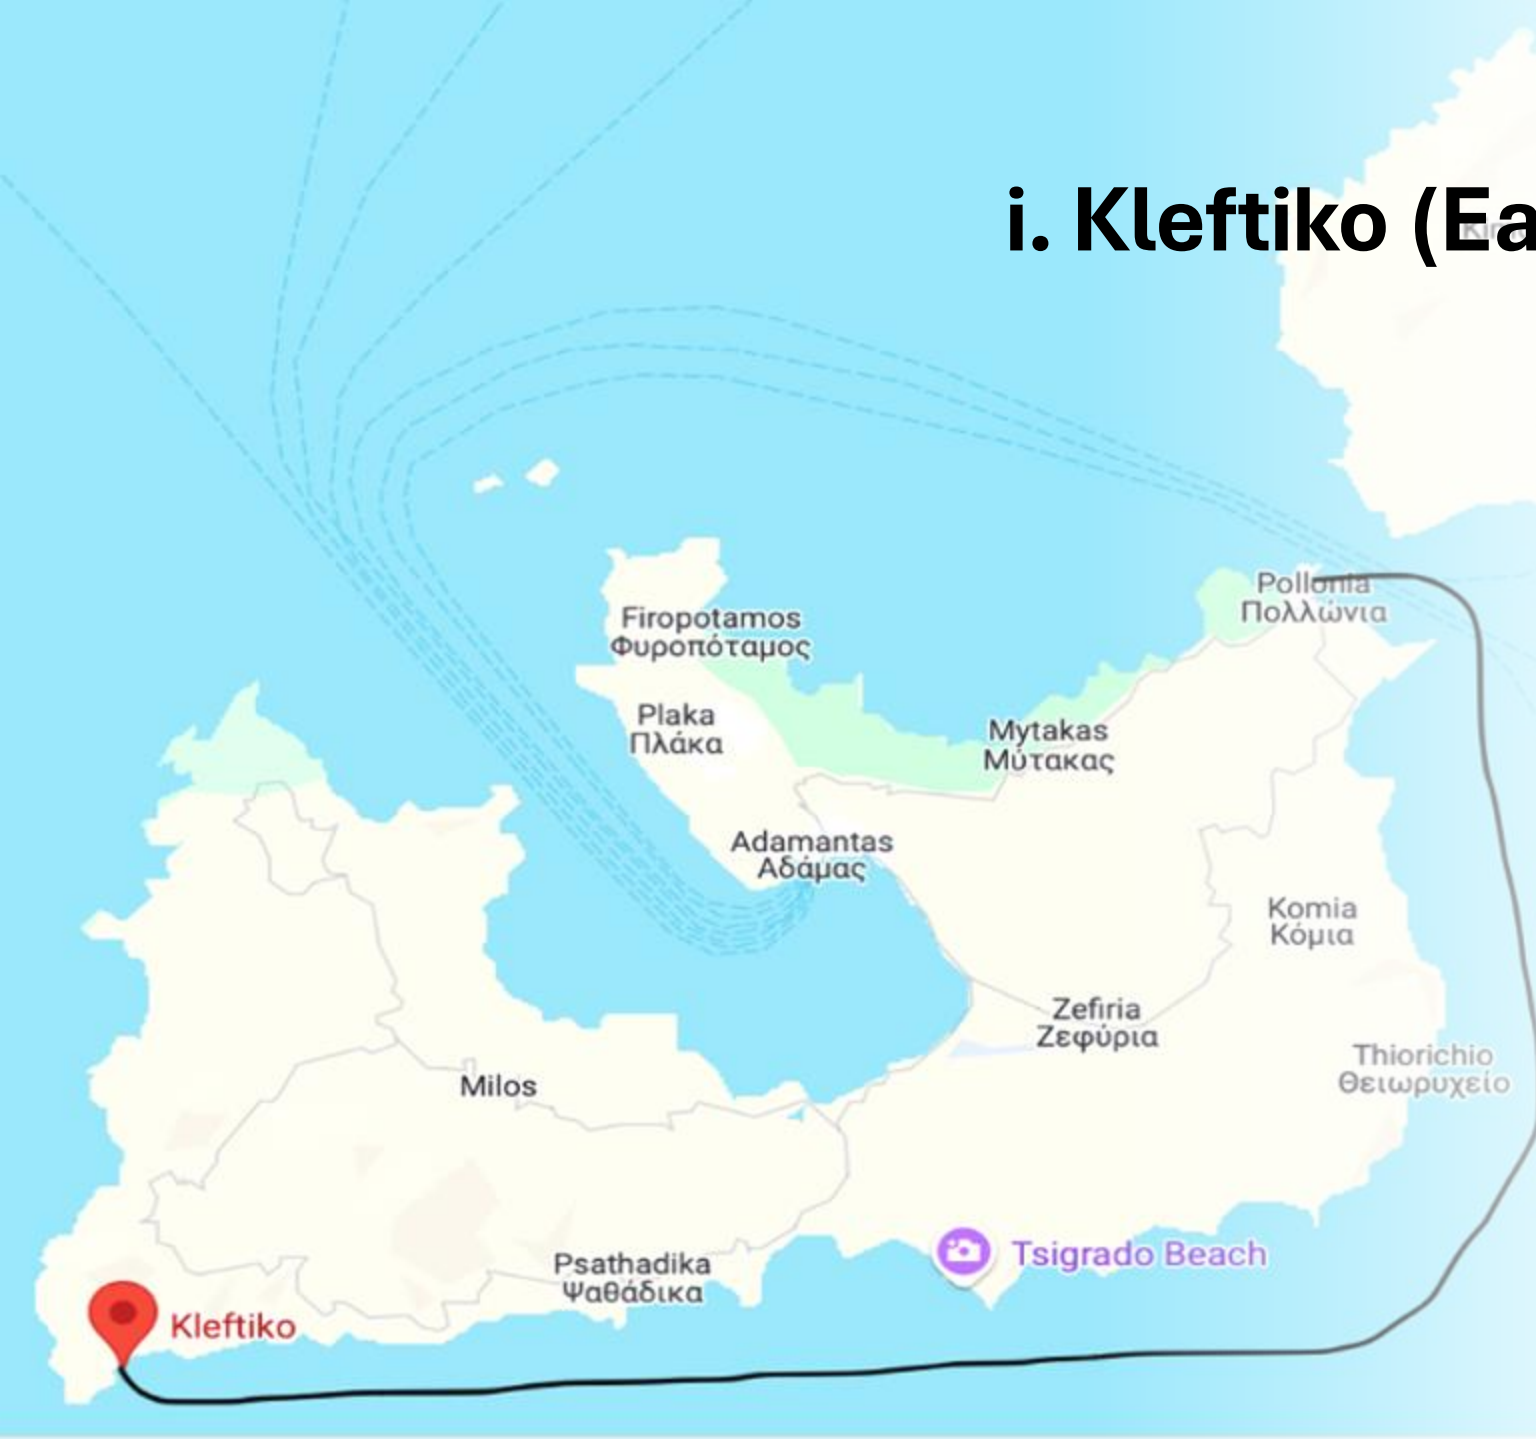 i. Kleftiko (Ea
Pollonia
Πολλώνια
Firopotamos
Φυροπόταμος
Plaka
Πλάκα
Mytakas
Μύτακας
Adamantas
Αδάμας
Komia
Κόμια
Zefiria
Ζεφύρια
Thiorichio
Θειωρυχείο
Milos
Tsigrado Beach
Psathadika
Ψαθάδικα
Kleftiko